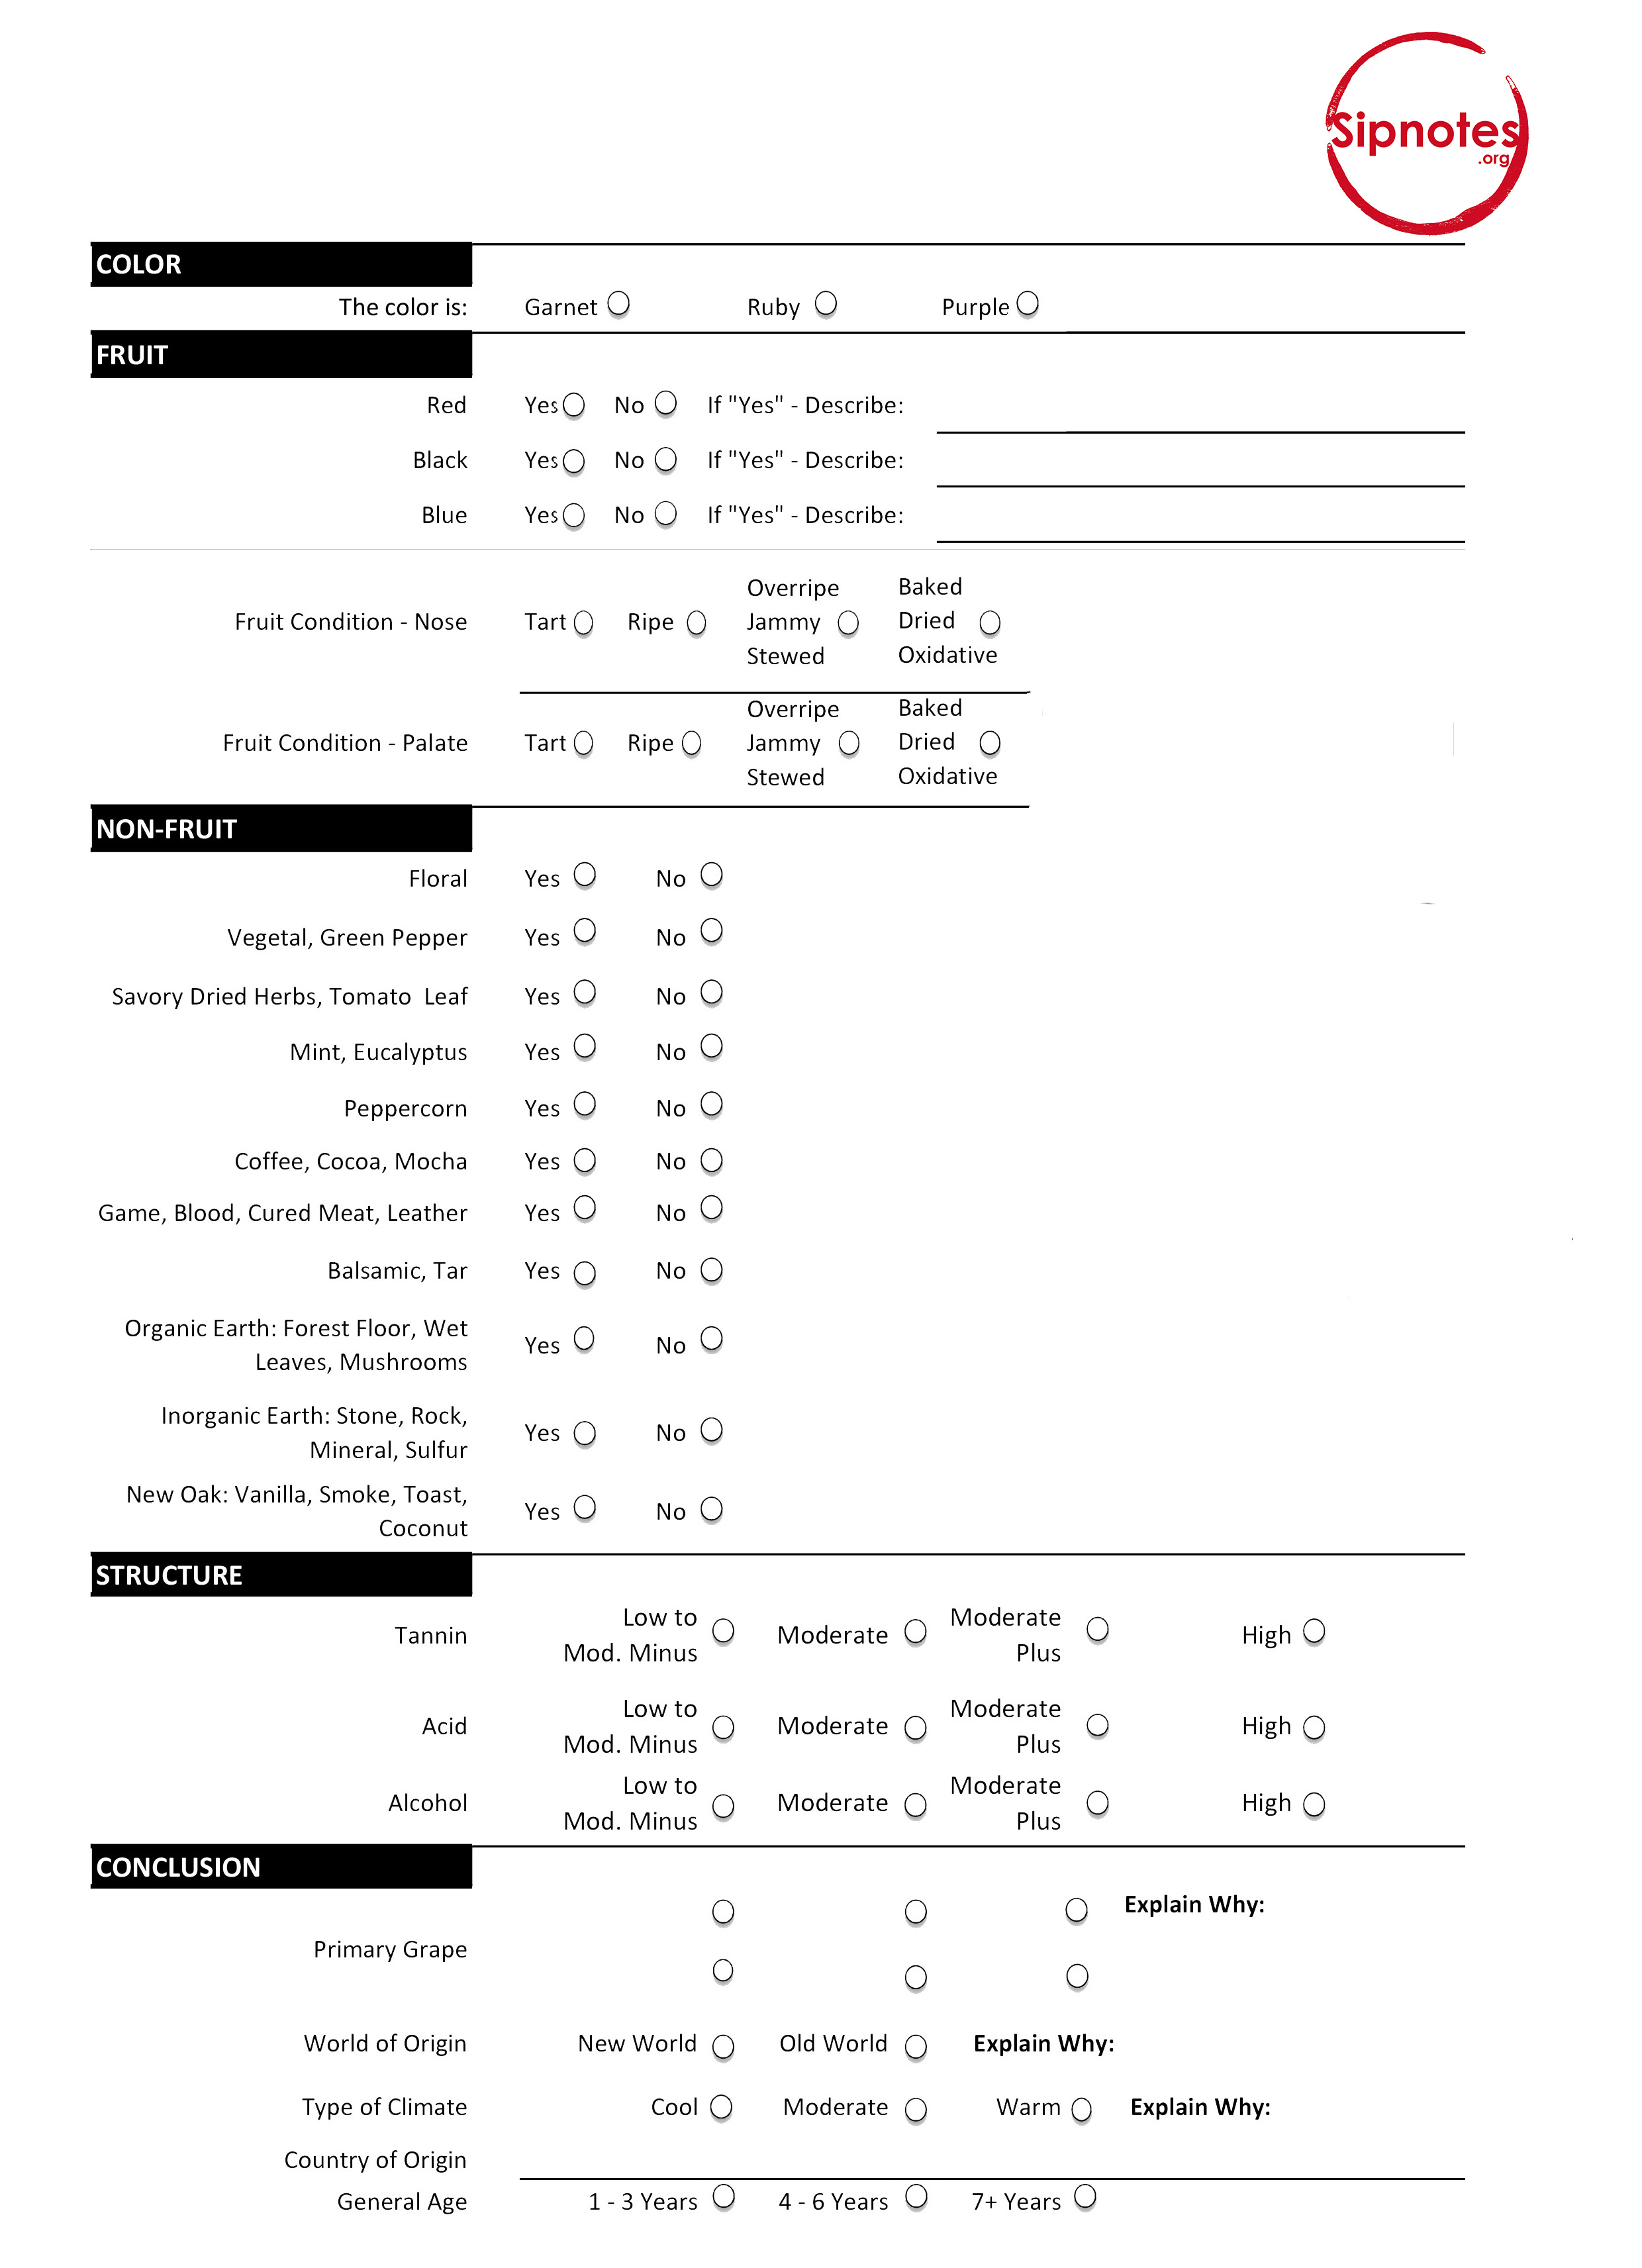 Sipnotes
.org
COLOR
The color is: Garnet Ruby Purple
FRUIT
Red Yes No If "Yes" - Describe:
Black Yes No If "Yes" - Describe:
Blue Yes No If "Yes" - Describe:
Fruit Condition - Nose Tart Ripe Overripe Jammy Stewed Baked Dried Oxidative
Fruit Condition - Palate Tart Ripe Overripe Jammy Stewed Baked Dried Oxidative
NON-FRUIT
Floral Yes No
Vegetal, Green Pepper Yes No
Savory Dried Herbs, Tomato Leaf Yes No
Mint, Eucalyptus Yes No
Peppercorn Yes No
Coffee, Cocoa, Mocha Yes No
Game, Blood, Cured Meat, Leather Yes No
Balsamic, Tar Yes No
Organic Earth: Forest Floor, Wet
Leaves, Mushrooms Yes No
Inorganic Earth: Stone, Rock,
Mineral, Sulfur Yes No
New Oak: Vanilla, Smoke, Toast,
Coconut Yes No
STRUCTURE
Tannin Low to Mod. Minus Moderate Moderate Plus High
Acid Low to Mod. Minus Moderate Moderate Plus High
Alcohol Low to Mod. Minus Moderate Moderate Plus High
CONCLUSION
Primary Grape Explain Why:
World of Origin New World Old World Explain Why:
Type of Climate Cool Moderate Warm Explain Why:
Country of Origin
General Age 1 - 3 Years 4 - 6 Years 7+ Years